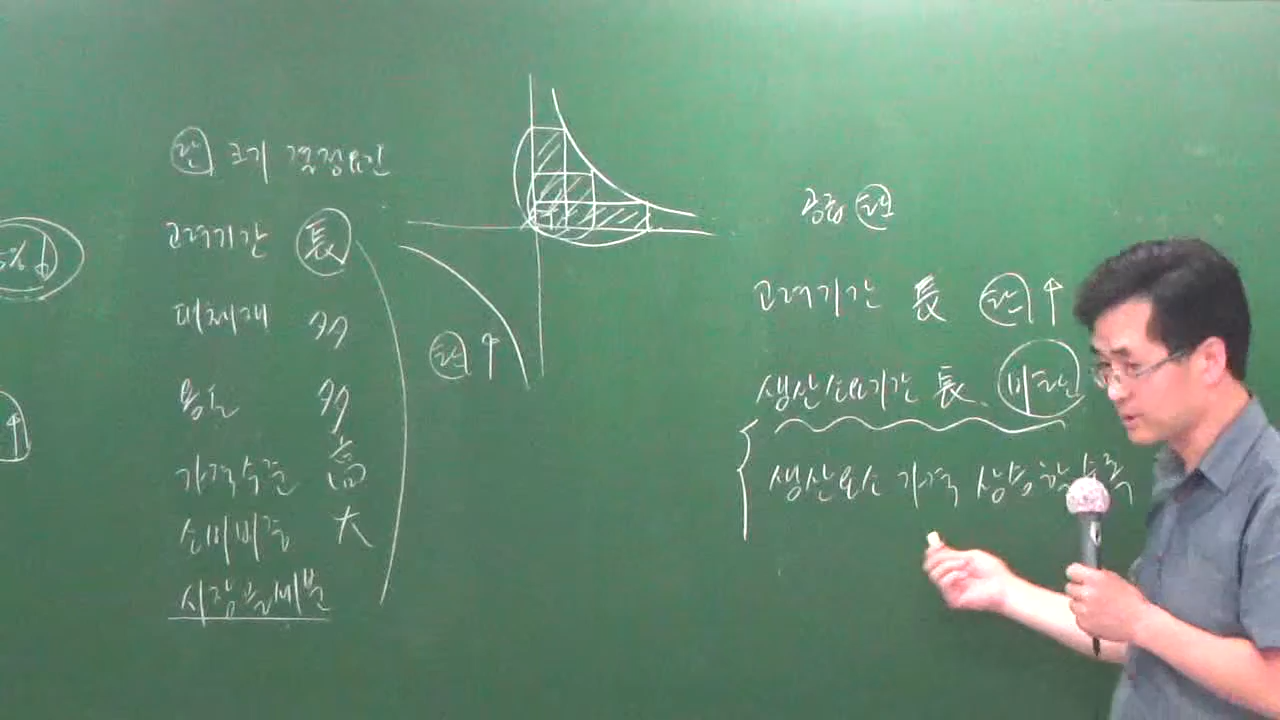 5%↓
↑
탄 크기 결정요인
고려기간 長
대체재 多
용도 多
가격수준 高
소비비중 大
시장을 세분
탄↑
공급 탄
고려기간 長 탄↑
생산소요기간 長 비탄
생산요소 가격 상승할수록